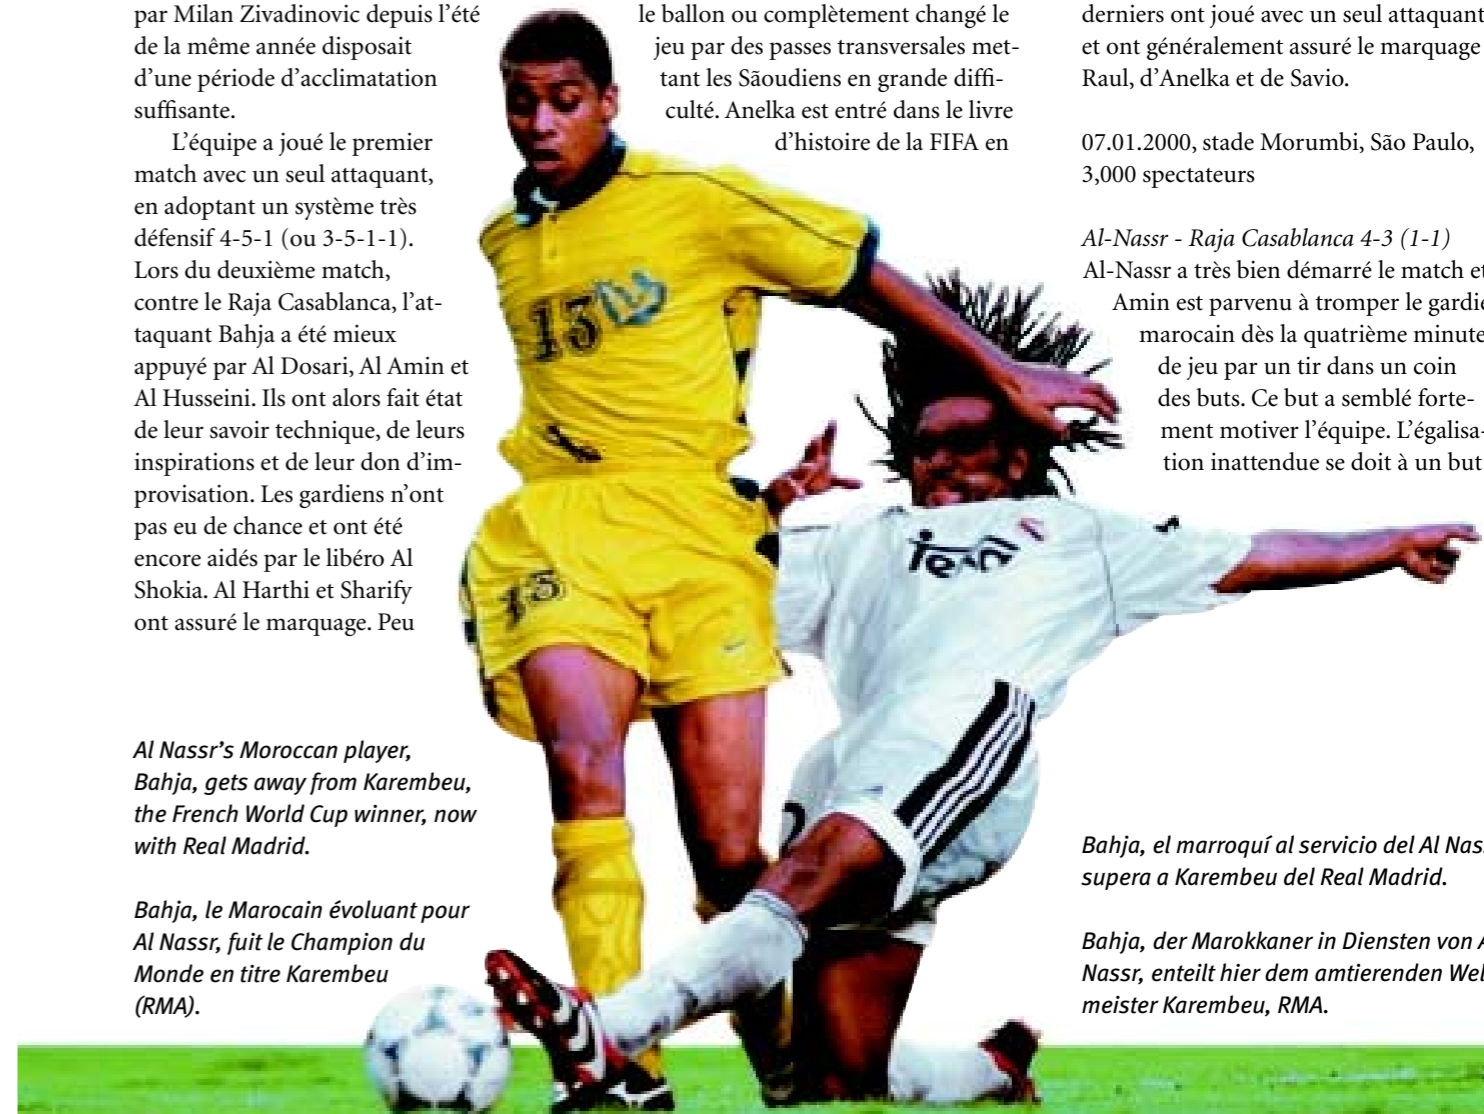 par Milan Zivadinovic depuis l’été
de la même année disposait
d’une période d’acclimatation
suffisante.
L’équipe a joué le premier
match avec un seul attaquant,
en adoptant un système très
défensif 4-5-1 (ou 3-5-1-1).
Lors du deuxième match,
contre le Raja Casablanca, l’at-
taquant Bahja a été mieux
appuyé par Al Dosari, Al Amin et
Al Husseini. Ils ont alors fait état
de leur savoir technique, de leurs
inspirations et de leur don d’im-
provisation. Les gardiens n’ont
pas eu de chance et ont été
encore aidés par le libéro Al
Shokia. Al Harthi et Sharify
ont assuré le marquage. Peu
Al Nassr’s Moroccan player,
Bahja, gets away from Karembeu,
the French World Cup winner, now
with Real Madrid.
Bahja, le Marocain évoluant pour
Al Nassr, fuit le Champion du
Monde en titre Karembeu
(RMA).
le ballon ou complètement changé le
jeu par des passes transversales met-
tant les Sãoudiens en grande diffi-
culté. Anelka est entré dans le livre
d’histoire de la FIFA en
13
13
derniers ont joué avec un seul attaquant
et ont généralement assuré le marquage
Raul, d’Anelka et de Savio.
07.01.2000, stade Morumbi, São Paulo,
3,000 spectateurs
Al-Nassr - Raja Casablanca 4-3 (1-1)
Al-Nassr a très bien démarré le match et
Amin est parvenu à tromper le gardie
marocain dès la quatrième minute
de jeu par un tir dans un coin
des buts. Ce but a semblé forte-
ment motiver l’équipe. L’égalisa-
tion inattendue se doit à un but
Bahja, el marroquí al servicio del Al Nas
supera a Karembeu del Real Madrid.
Bahja, der Marokkaner in Diensten von A
Nassr, enteilt hier dem amtierenden Wel
meister Karembeu, RMA.